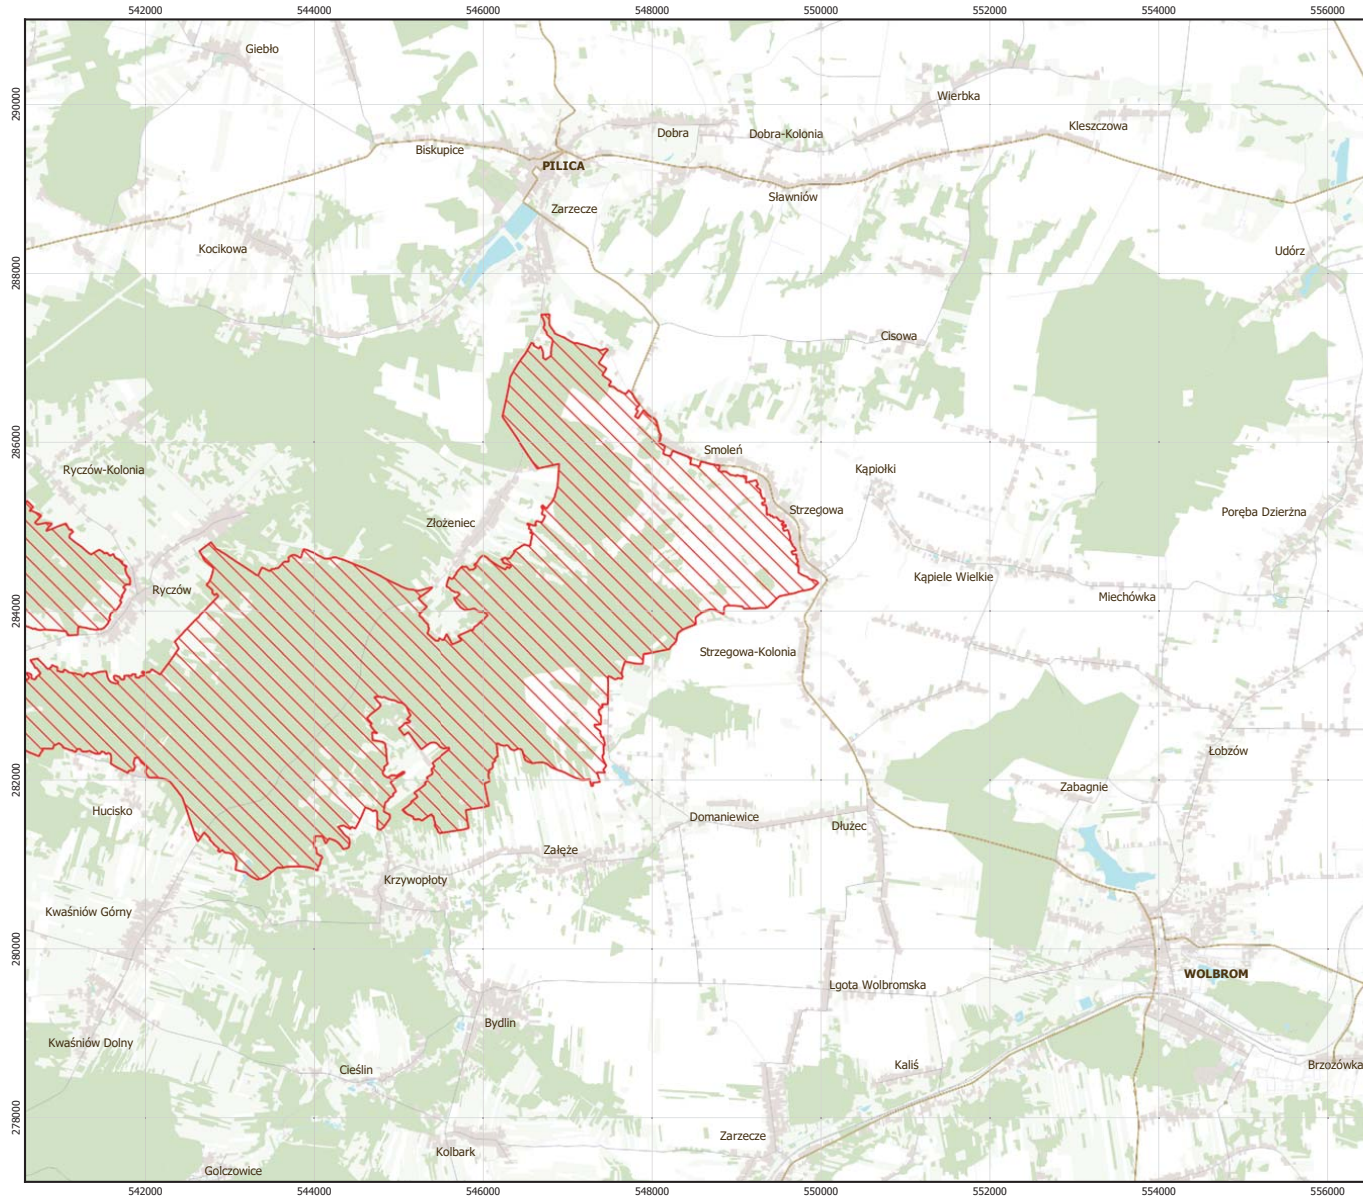 542000 544000 546000 548000 550000 552000 554000 556000
Giebło
Wierbka
290000
Kleszczowa
Dobra
Dobra-Kolonia
Biskupice
PILICA
Sławniów
Zarzecze
Kocikowa
Udórz
288000
Cisowa
286000
Smoleń
Ryczów-Kolonia
Kąpiołki
Strzegowa
Poręba Dzierżna
Złożeniec
Kąpiele Wielkie
Ryczów
Miechówka
284000
Strzegowa-Kolonia
Łobzów
282000
Zabagnie
Hucisko
Domaniewice
Dłużec
Załęże
Krzywopłoty
Kwaśniów Górny
280000
WOLBROM
Lgota Wolbromska
Bydlin
Kwaśniów Dolny
Kaliś
Brzozówka
Cieślin
278000
Zarzecze
Kolbark
Golczowice
542000 544000 546000 548000 550000 552000 554000 556000